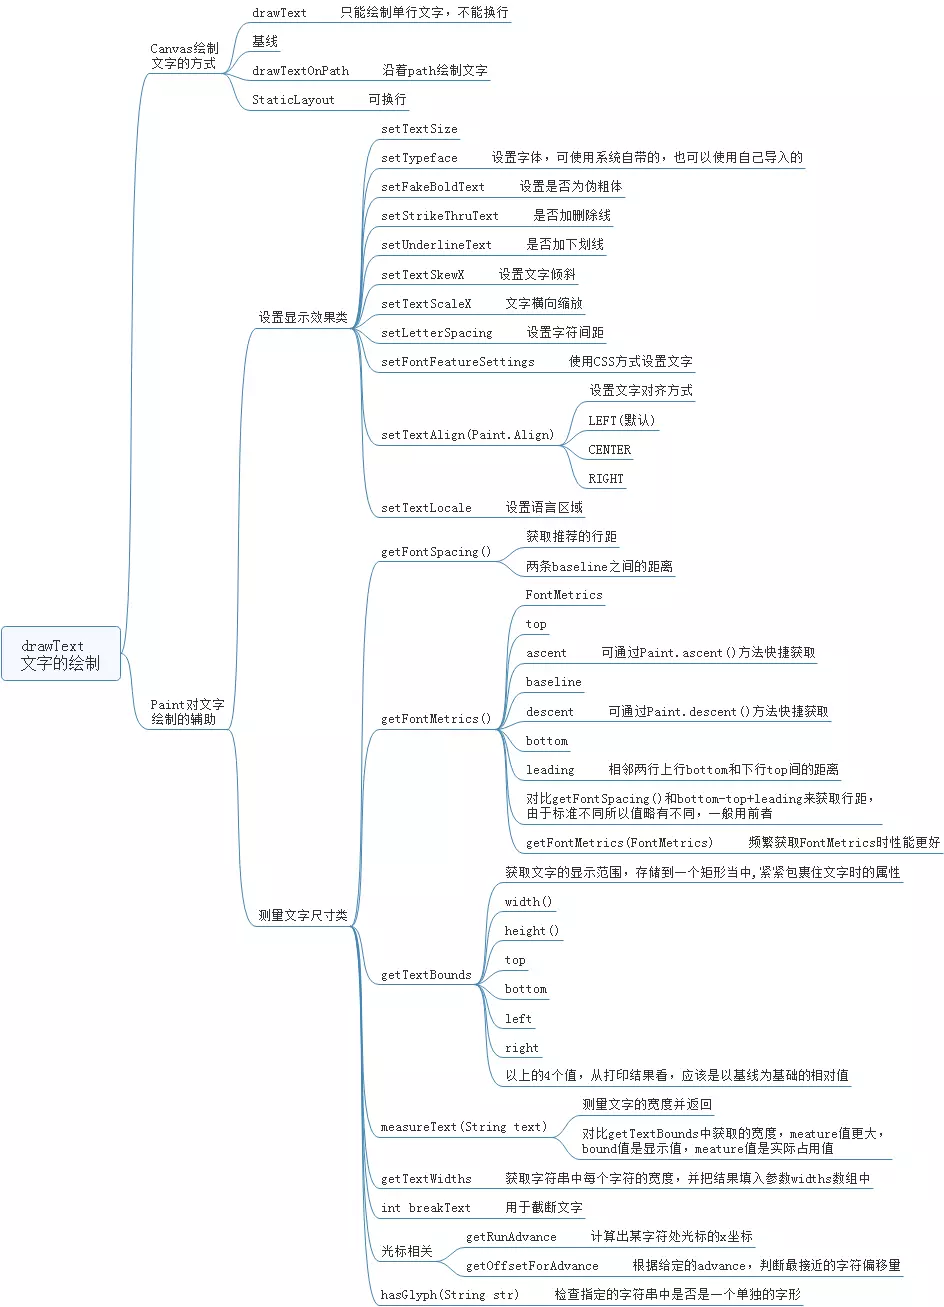 drawText
文字的绘制
Canvas绘制
文字的方式
drawText 只能绘制单行文字，不能换行
基线
drawTextOnPath 沿着path绘制文字
StaticLayout 可换行
Paint对文字
绘制的辅助
设置显示效果类
setTextSize
setTypeface 设置字体，可使用系统自带的，也可以使用自己导入的
setFakeBoldText 设置是否为伪粗体
setStrikeThruText 是否加删除线
setUnderlineText 是否加下划线
setTextSkewX 设置文字倾斜
setTextScaleX 文字横向缩放
setLetterSpacing 设置字符间距
setFontFeatureSettings 使用CSS方式设置文字
setTextAlign(Paint.Align)
设置文字对齐方式
LEFT(默认)
CENTER
RIGHT
setTextLocale 设置语言区域
测量文字尺寸类
getFontSpacing()
获取推荐的行距
两条baseline之间的距离
getFontMetrics()
FontMetrics
top
ascent 可通过Paint.ascent()方法快捷获取
baseline
descent 可通过Paint.descent()方法快捷获取
bottom
leading 相邻两行上行bottom和下行top间的距离
对比getFontSpacing()和bottom-top+leading来获取行距，
由于标准不同所以值略有不同，一般用前者
getFontMetrics(FontMetrics) 频繁获取FontMetrics时性能更好
getTextBounds
获取文字的显示范围，存储到一个矩形当中,紧紧包裹住文字时的属性
width()
height()
top
bottom
left
right
以上的4个值，从打印结果看，应该是以基线为基础的相对值
measureText(String text)
测量文字的宽度并返回
对比getTextBounds中获取的宽度，meature值更大，
bound值是显示值，meature值是实际占用值
getTextWidths 获取字符串中每个字符的宽度，并把结果填入参数widths数组中
int breakText 用于截断文字
光标相关
getRunAdvance 计算出某字符处光标的x坐标
getOffsetForAdvance 根据给定的advance，判断最接近的字符偏移量
hasGlyph(String str) 检查指定的字符串中是否是一个单独的字形